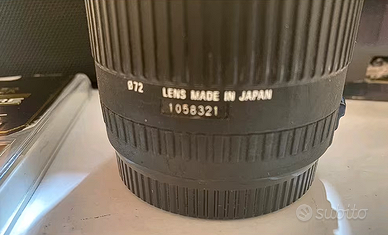 Ø72 LENS MADE IN JAPAN
1058321
subito